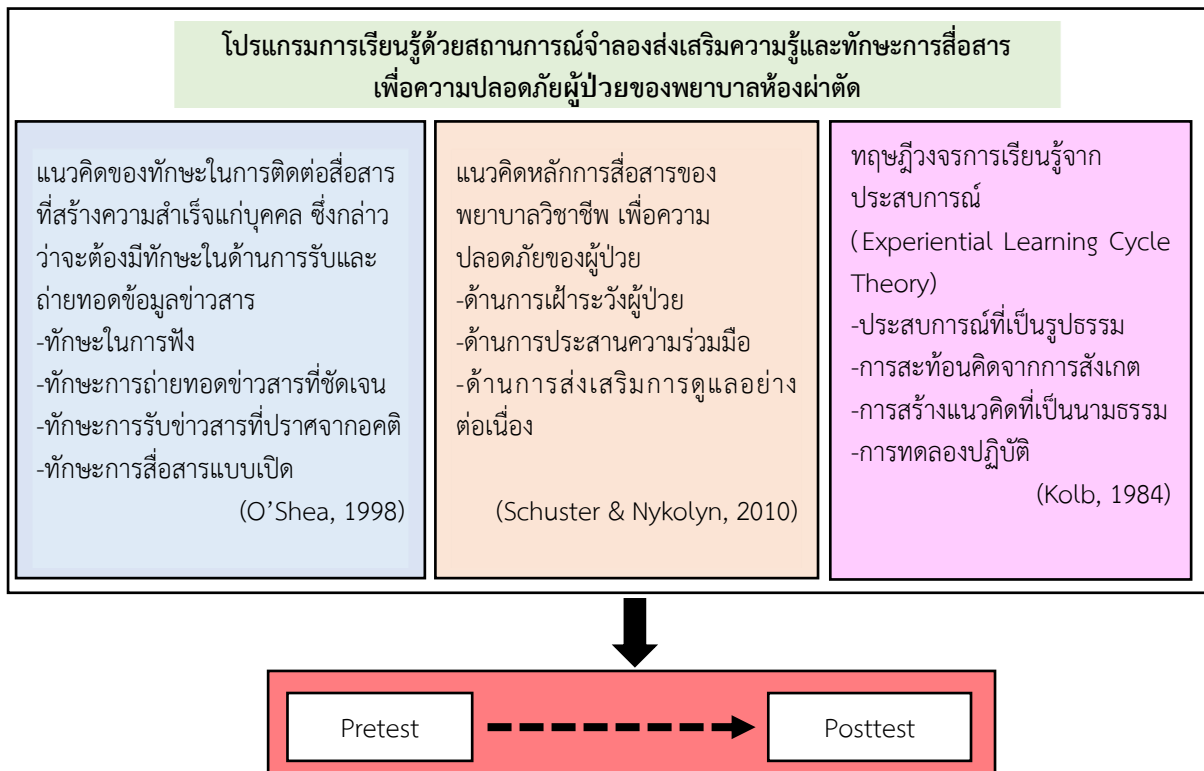 โปรแกรมการเรียนรู้ด้วยสถานการณ์จำลองส่งเสริมความรู้และทักษะการสื่อสาร
เพื่อความปลอดภัยผู้ป่วยของพยาบาลห้องผ่าตัด
แนวคิดของทักษะในการติดต่อสื่อสาร
ที่สร้างความสำเร็จแก่บุคคล ซึ่งกล่าว
ว่าจะต้องมีทักษะในด้านการรับและ
ถ่ายทอดข้อมูลข่าวสาร
-ทักษะในการฟัง
-ทักษะการถ่ายทอดข่าวสารที่ชัดเจน
-ทักษะการรับข่าวสารที่ปราศจากอคติ
-ทักษะการสื่อสารแบบเปิด
(O’Shea, 1998)
แนวคิดหลักการสื่อสารของ
พยาบาลวิชาชีพ เพื่อความ
ปลอดภัยของผู้ป่วย
-ด้านการเฝ้าระวังผู้ป่วย
-ด้านการประสานความร่วมมือ
-ด้านการส่งเสริมการดูแลอย่าง
ต่อเนื่อง
(Schuster & Nykolyn, 2010)
ทฤษฎีวงจรการเรียนรู้จาก
ประสบการณ์
(Experiential Learning Cycle
Theory)
-ประสบการณ์ที่เป็นรูปธรรม
-การสะท้อนคิดจากการสังเกต
-การสร้างแนวคิดที่เป็นนามธรรม
-การทดลองปฏิบัติ
(Kolb, 1984)
Pretest
Posttest